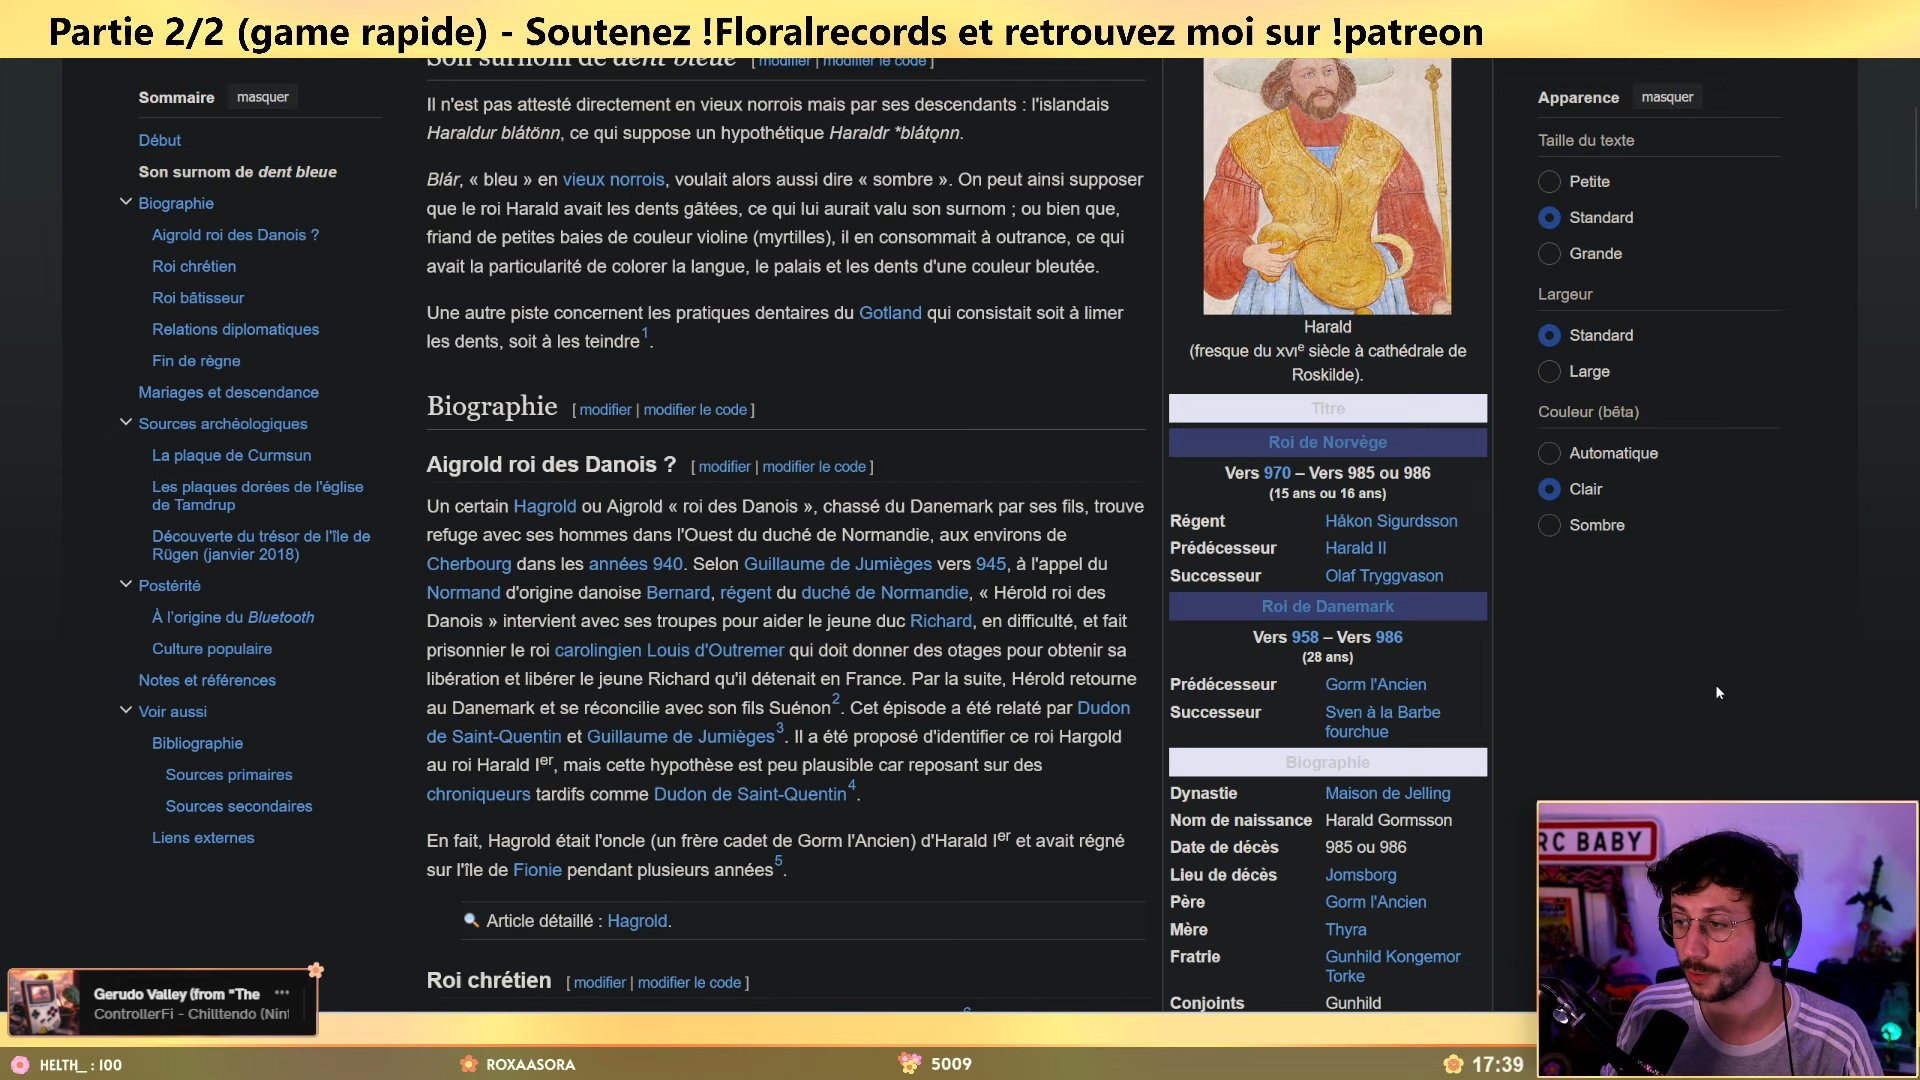 Partie 2/2 (game rapide) - Soutenez !Floralrecords et retrouvez moi sur !patreon
Sommaire masquer
Début
Son surnom de dent bleue
Biographie
Aigrold roi des Danois ?
Roi chrétien
Roi bâtisseur
Relations diplomatiques
Fin de règne
Mariages et descendance
Sources archéologiques
La plaque de Curmsun
Les plaques dorées de l'église
de Tamdrup
Découverte du trésor de l'île de
Rügen (janvier 2018)
Postérité
À l'origine du Bluetooth
Culture populaire
Notes et références
Voir aussi
Bibliographie
Sources primaires
Sources secondaires
Liens externes
Son surnom de dent bleue [ modifier | modifier le code ]
Il n'est pas attesté directement en vieux norrois mais par ses descendants : l'islandais
Haraldur blátönn, ce qui suppose un hypothétique Haraldr *blátǫnn.
Blár, « bleu » en vieux norrois, voulait alors aussi dire « sombre ». On peut ainsi supposer
que le roi Harald avait les dents gâtées, ce qui lui aurait valu son surnom ; ou bien que,
friand de petites baies de couleur violine (myrtilles), il en consommait à outrance, ce qui
avait la particularité de colorer la langue, le palais et les dents d'une couleur bleutée.
Une autre piste concernent les pratiques dentaires du Gotland qui consistait soit à limer
les dents, soit à les teindre1.
Biographie [ modifier | modifier le code ]
Aigrold roi des Danois ? [ modifier | modifier le code ]
Un certain Hagrold ou Aigrold « roi des Danois », chassé du Danemark par ses fils, trouve
refuge avec ses hommes dans l'Ouest du duché de Normandie, aux environs de
Cherbourg dans les années 940. Selon Guillaume de Jumièges vers 945, à l'appel du
Normand d'origine danoise Bernard, régent du duché de Normandie, « Hérold roi des
Danois » intervient avec ses troupes pour aider le jeune duc Richard, en difficulté, et fait
prisonnier le roi carolingien Louis d'Outremer qui doit donner des otages pour obtenir sa
libération et libérer le jeune Richard qu'il détenait en France. Par la suite, Hérold retourne
au Danemark et se réconcilie avec son fils Suénon2. Cet épisode a été relaté par Dudon
de Saint-Quentin et Guillaume de Jumièges3. Il a été proposé d'identifier ce roi Hargold
au roi Harald Ier, mais cette hypothèse est peu plausible car reposant sur des
chroniqueurs tardifs comme Dudon de Saint-Quentin4.
En fait, Hagrold était l'oncle (un frère cadet de Gorm l'Ancien) d'Harald Ier et avait régné
sur l'île de Fionie pendant plusieurs années5.
Article détaillé : Hagrold.
Roi chrétien [ modifier | modifier le code ]
6
Harald
(fresque du XVIe siècle à cathédrale de
Roskilde).
Titre
Roi de Norvège
Vers 970 – Vers 985 ou 986
(15 ans ou 16 ans)
Régent Håkon Sigurdsson
Prédécesseur Harald II
Successeur Olaf Tryggvason
Roi de Danemark
Vers 958 – Vers 986
(28 ans)
Prédécesseur Gorm l'Ancien
Successeur Sven à la Barbe
fourchue
Biographie
Dynastie Maison de Jelling
Nom de naissance Harald Gormsson
Date de décès 985 ou 986
Lieu de décès Jomsborg
Père Gorm l'Ancien
Mère Thyra
Fratrie Gunhild Kongemor
Torke
Conjoints Gunhild
Apparence masquer
Taille du texte
Petite
Standard
Grande
Largeur
Standard
Large
Couleur (bêta)
Automatique
Clair
Sombre
RC BABY
Gerudo Valley (from "The ...
ControllerFi - Chilltendo (Nint
HELTH_ : 100
ROXAASORA
5009
17:39